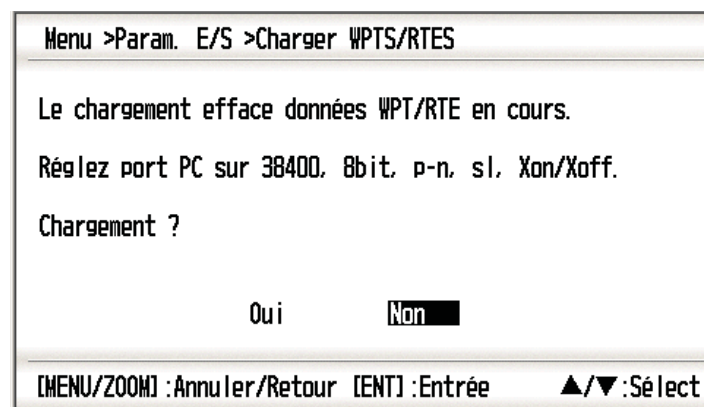 Menu >Param. E/S >Charger WPTS/RTES
Le chargement efface données WPT/RTE en cours.
Réglez port PC sur 38400, 8bit, p-n, sl, Xon/Xoff.
Chargement ?
Oui Non
[MENU/ZOOM] :Annuler/Retour [ENT] :Entrée ▲/▼:Sélect